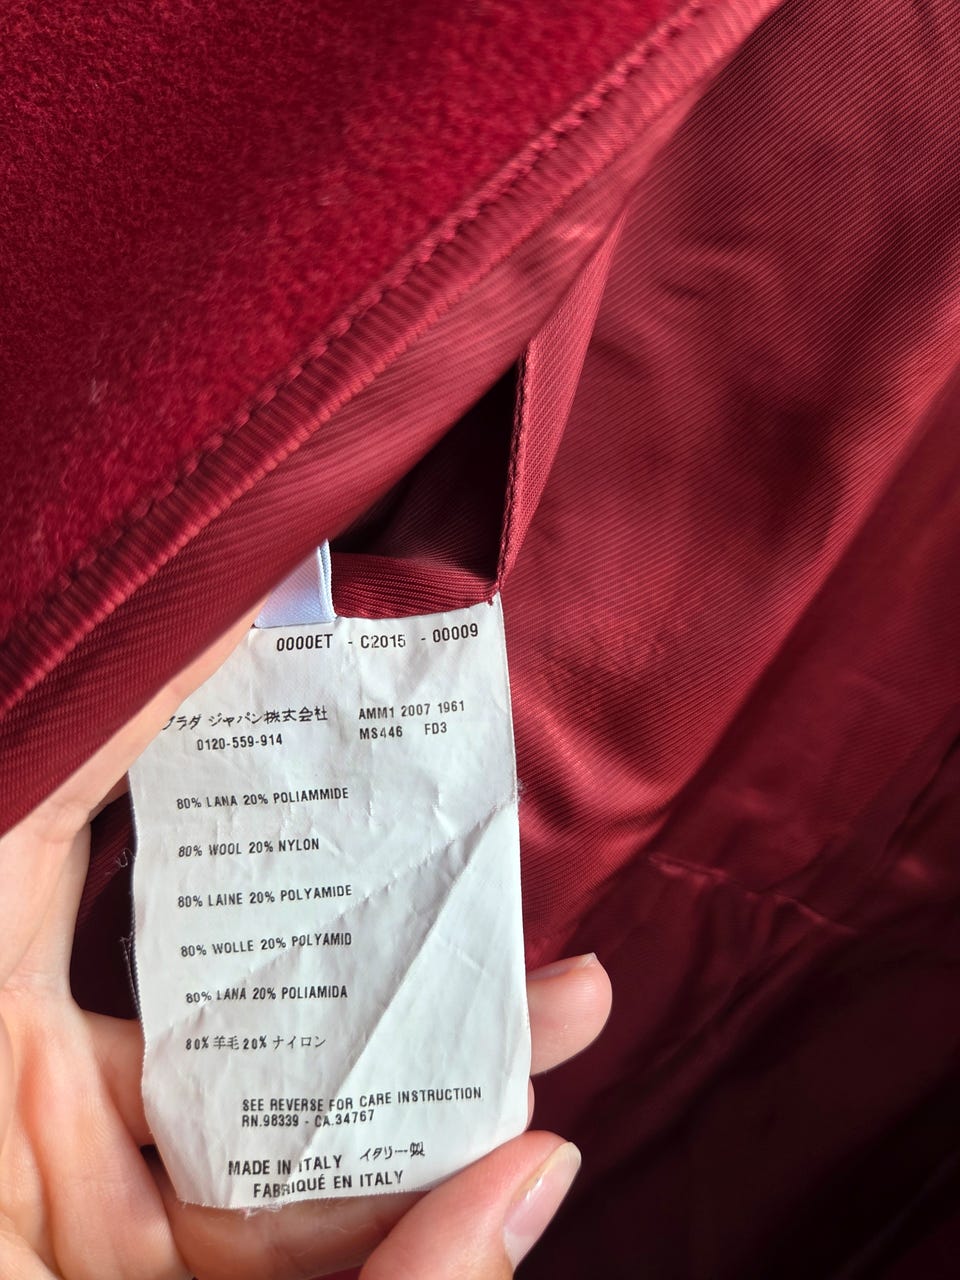 0000ET - C2015 - 00009
プラダ ジャパン株式会社
0120-559-914
AMM1 2007 1961
MS446 FD3
80% LANA 20% POLIAMMIDE
80% WOOL 20% NYLON
80% LAINE 20% POLYAMIDE
80% WOLLE 20% POLYAMID
80% LANA 20% POLIAMIDA
80% 羊毛 20% ナイロン
SEE REVERSE FOR CARE INSTRUCTION
RN.98339 - CA.34767
MADE IN ITALY イタリー製
FABRIQUÉ EN ITALY